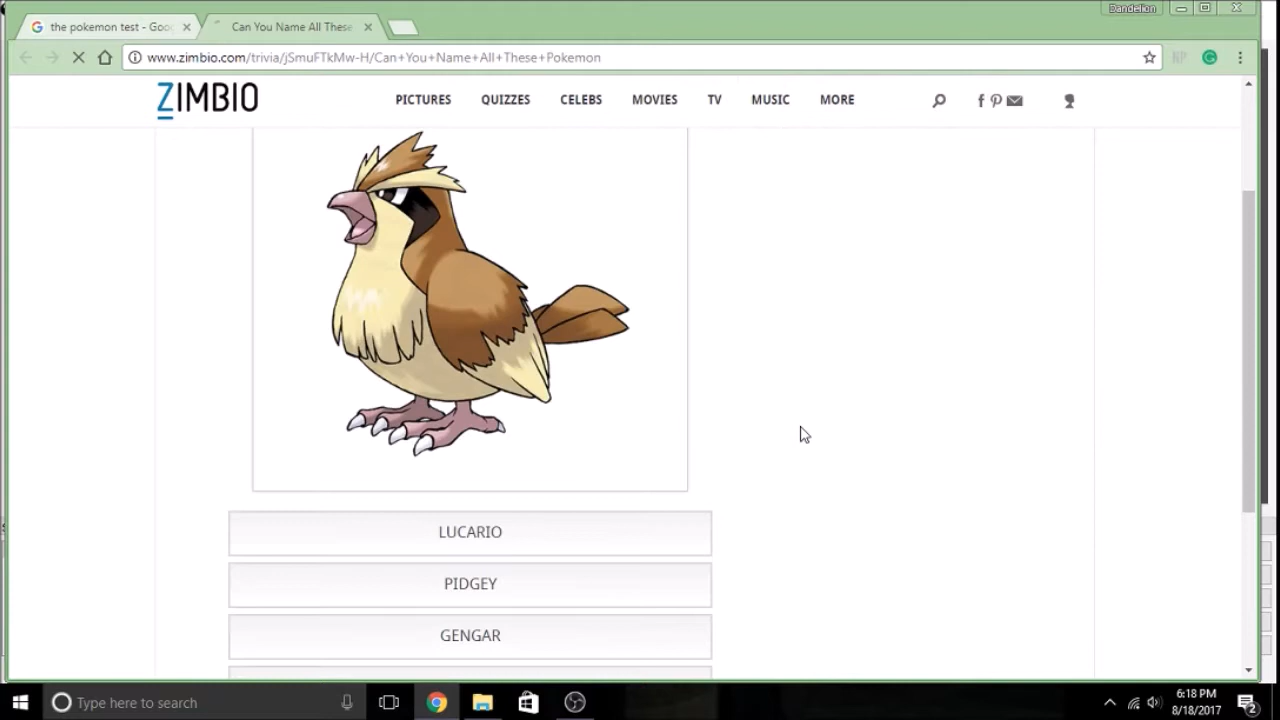 Dandelion
the pokemon test - Goo
Can You Name All These
www.zimbio.com/trivia/jSmuFTkMw-H/Can+You+Name+All+These+Pokemon
ZIMBIO
PICTURES QUIZZES CELEBS MOVIES TV MUSIC MORE
LUCARIO
PIDGEY
GENGAR
Type here to search
6:18 PM
8/18/2017
2